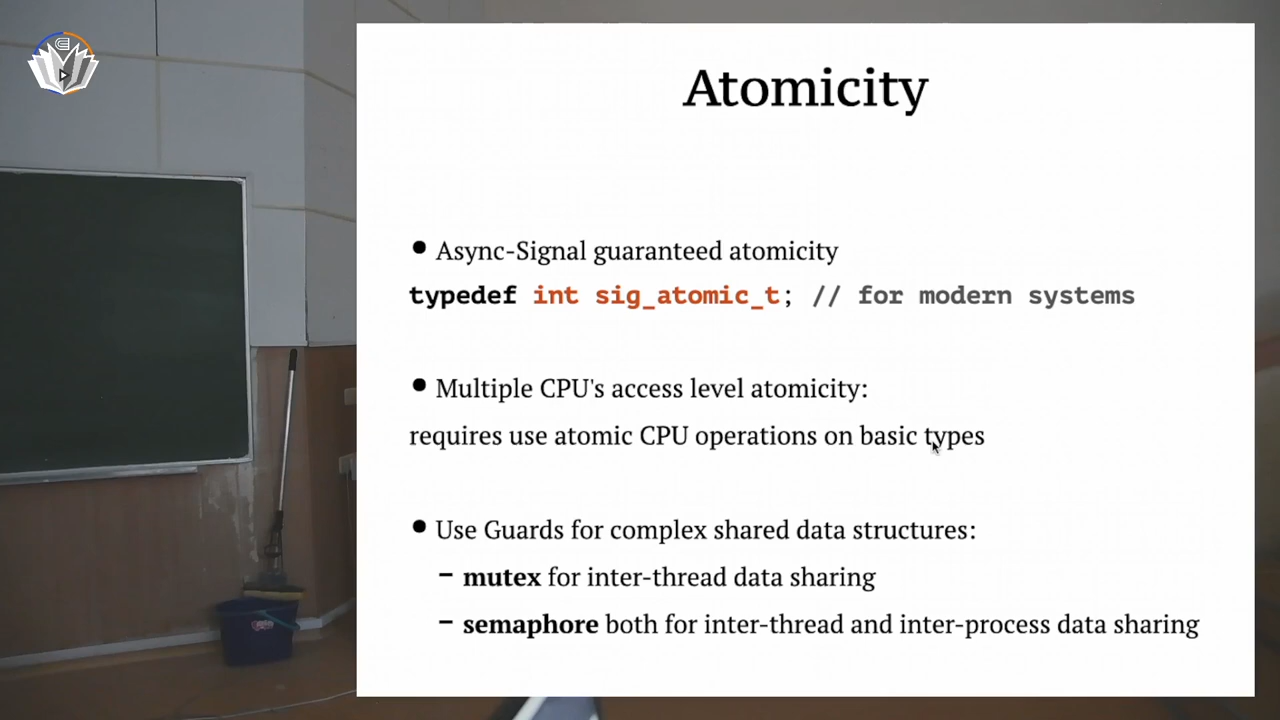 Atomicity
• Async-Signal guaranteed atomicity
typedef int sig_atomic_t; // for modern systems
• Multiple CPU's access level atomicity:
requires use atomic CPU operations on basic types
• Use Guards for complex shared data structures:
– mutex for inter-thread data sharing
– semaphore both for inter-thread and inter-process data sharing